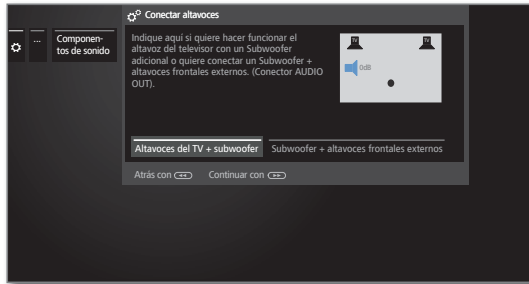 Conectar altavoces
...
Componen-
tos de sonido
Indique aquí si quiere hacer funcionar el
altavoz del televisor con un Subwoofer
adicional o quiere conectar un Subwoofer +
altavoces frontales externos. (Conector AUDIO
OUT).
TV
TV
0dB
Altavoces del TV + subwoofer
Subwoofer + altavoces frontales externos
Atrás con
Continuar con